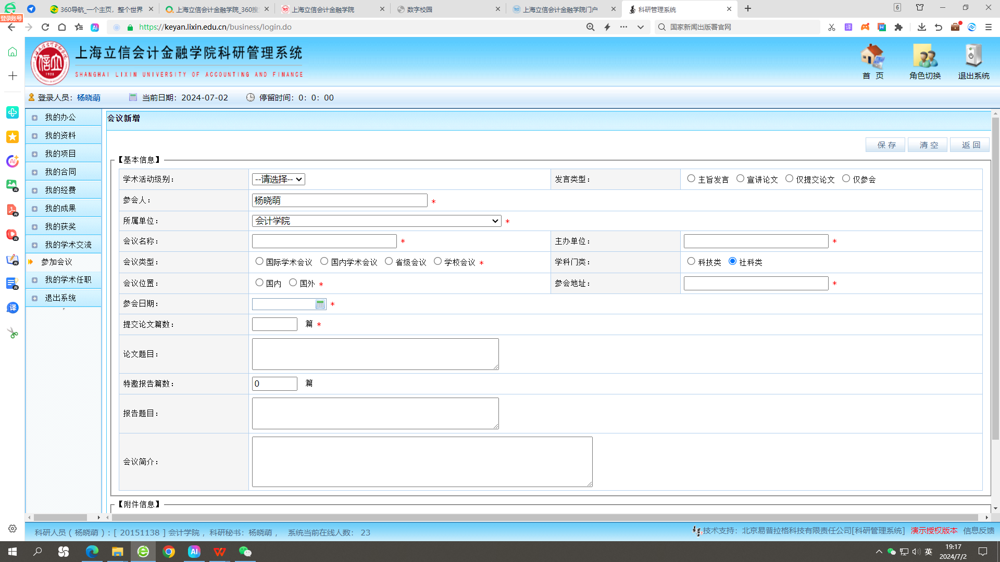 登录账号
360导航_一个主页，整个世界
上海立信会计金融学院_360搜
上海立信会计金融学院
数字校园
上海立信会计金融学院门户
科研管理系统
6
https://keyan.lixin.edu.cn/business/login.do
国家新闻出版署官网
上海立信会计金融学院科研管理系统
SHANGHAI LIXIN UNIVERSITY OF ACCOUNTING AND FINANCE
首 页
角色切换
退出系统
登录人员：杨晓萌
当前日期：2024-07-02
停留时间：0：0：00
我的办公
我的资料
我的项目
我的合同
我的经费
我的成果
我的获奖
我的学术交流
参加会议
我的学术任职
退出系统
会议新增
保 存
清 空
返 回
【基本信息】
学术活动级别： --请选择-- 发言类型： 主旨发言 宣讲论文 仅提交论文 仅参会
参会人： 杨晓萌 *
所属单位： 会计学院 *
会议名称： * 主办单位： *
会议类型： 国际学术会议 国内学术会议 省级会议 学校会议 * 学科门类： 科技类 社科类
会议位置： 国内 国外 * 参会地址： *
参会日期： *
提交论文篇数： 篇 *
论文题目：
特邀报告篇数： 0 篇
报告题目：
会议简介：
【附件信息】
科研人员 ( 杨晓萌 )：[ 20151138 ] 会计学院 ，科研秘书：杨晓萌， 系统当前在线人数： 23
技术支持：北京易普拉格科技有限责任公司[科研管理系统] 演示授权版本 信息反馈
英
19:17
2024/7/2